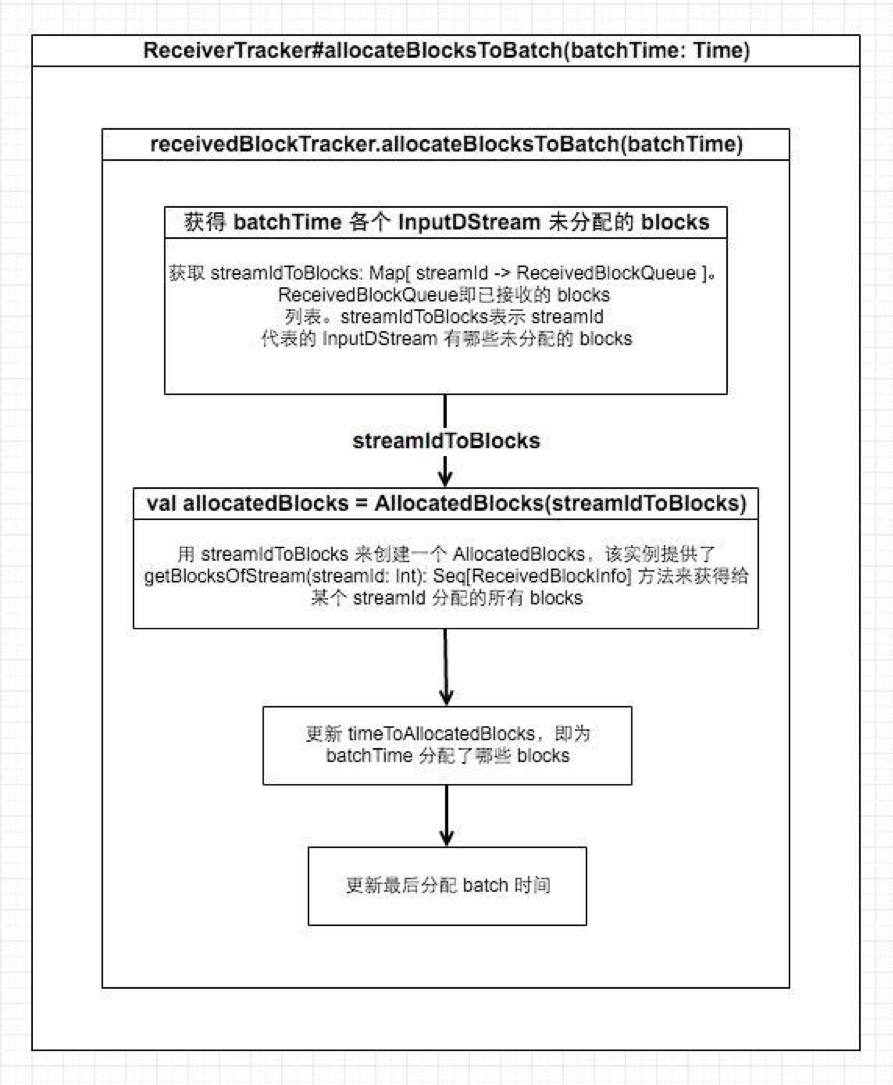 ReceiverTracker#allocateBlocksToBatch(batchTime: Time)
receivedBlockTracker.allocateBlocksToBatch(batchTime)
获得 batchTime 各个 InputDStream 未分配的 blocks
获取 streamIdToBlocks: Map[ streamId -> ReceivedBlockQueue ]。
ReceivedBlockQueue即已接收的 blocks
列表。streamIdToBlocks表示 streamId
代表的 InputDStream 有哪些未分配的 blocks
streamIdToBlocks
val allocatedBlocks = AllocatedBlocks(streamIdToBlocks)
用 streamIdToBlocks 来创建一个 AllocatedBlocks，该实例提供了
getBlocksOfStream(streamId: Int): Seq[ReceivedBlockInfo] 方法来获得给
某个 streamId 分配的所有 blocks
更新 timeToAllocatedBlocks，即为
batchTime 分配了哪些 blocks
更新最后分配 batch 时间